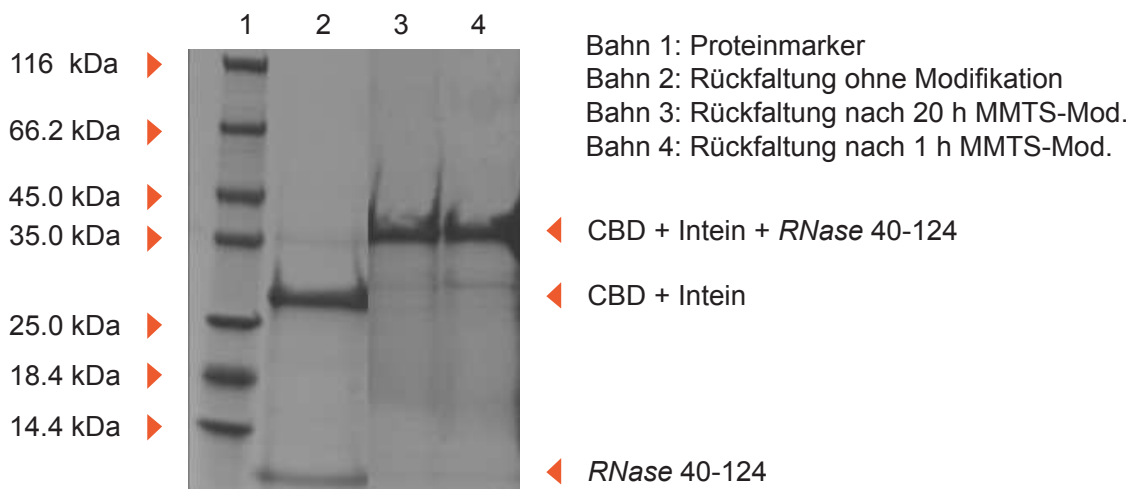 1 2 3 4
116 kDa
66.2 kDa
45.0 kDa
35.0 kDa
25.0 kDa
18.4 kDa
14.4 kDa
Bahn 1: Proteinmarker
Bahn 2: Rückfaltung ohne Modifikation
Bahn 3: Rückfaltung nach 20 h MMTS-Mod.
Bahn 4: Rückfaltung nach 1 h MMTS-Mod.
CBD + Intein + RNase 40-124
CBD + Intein
RNase 40-124